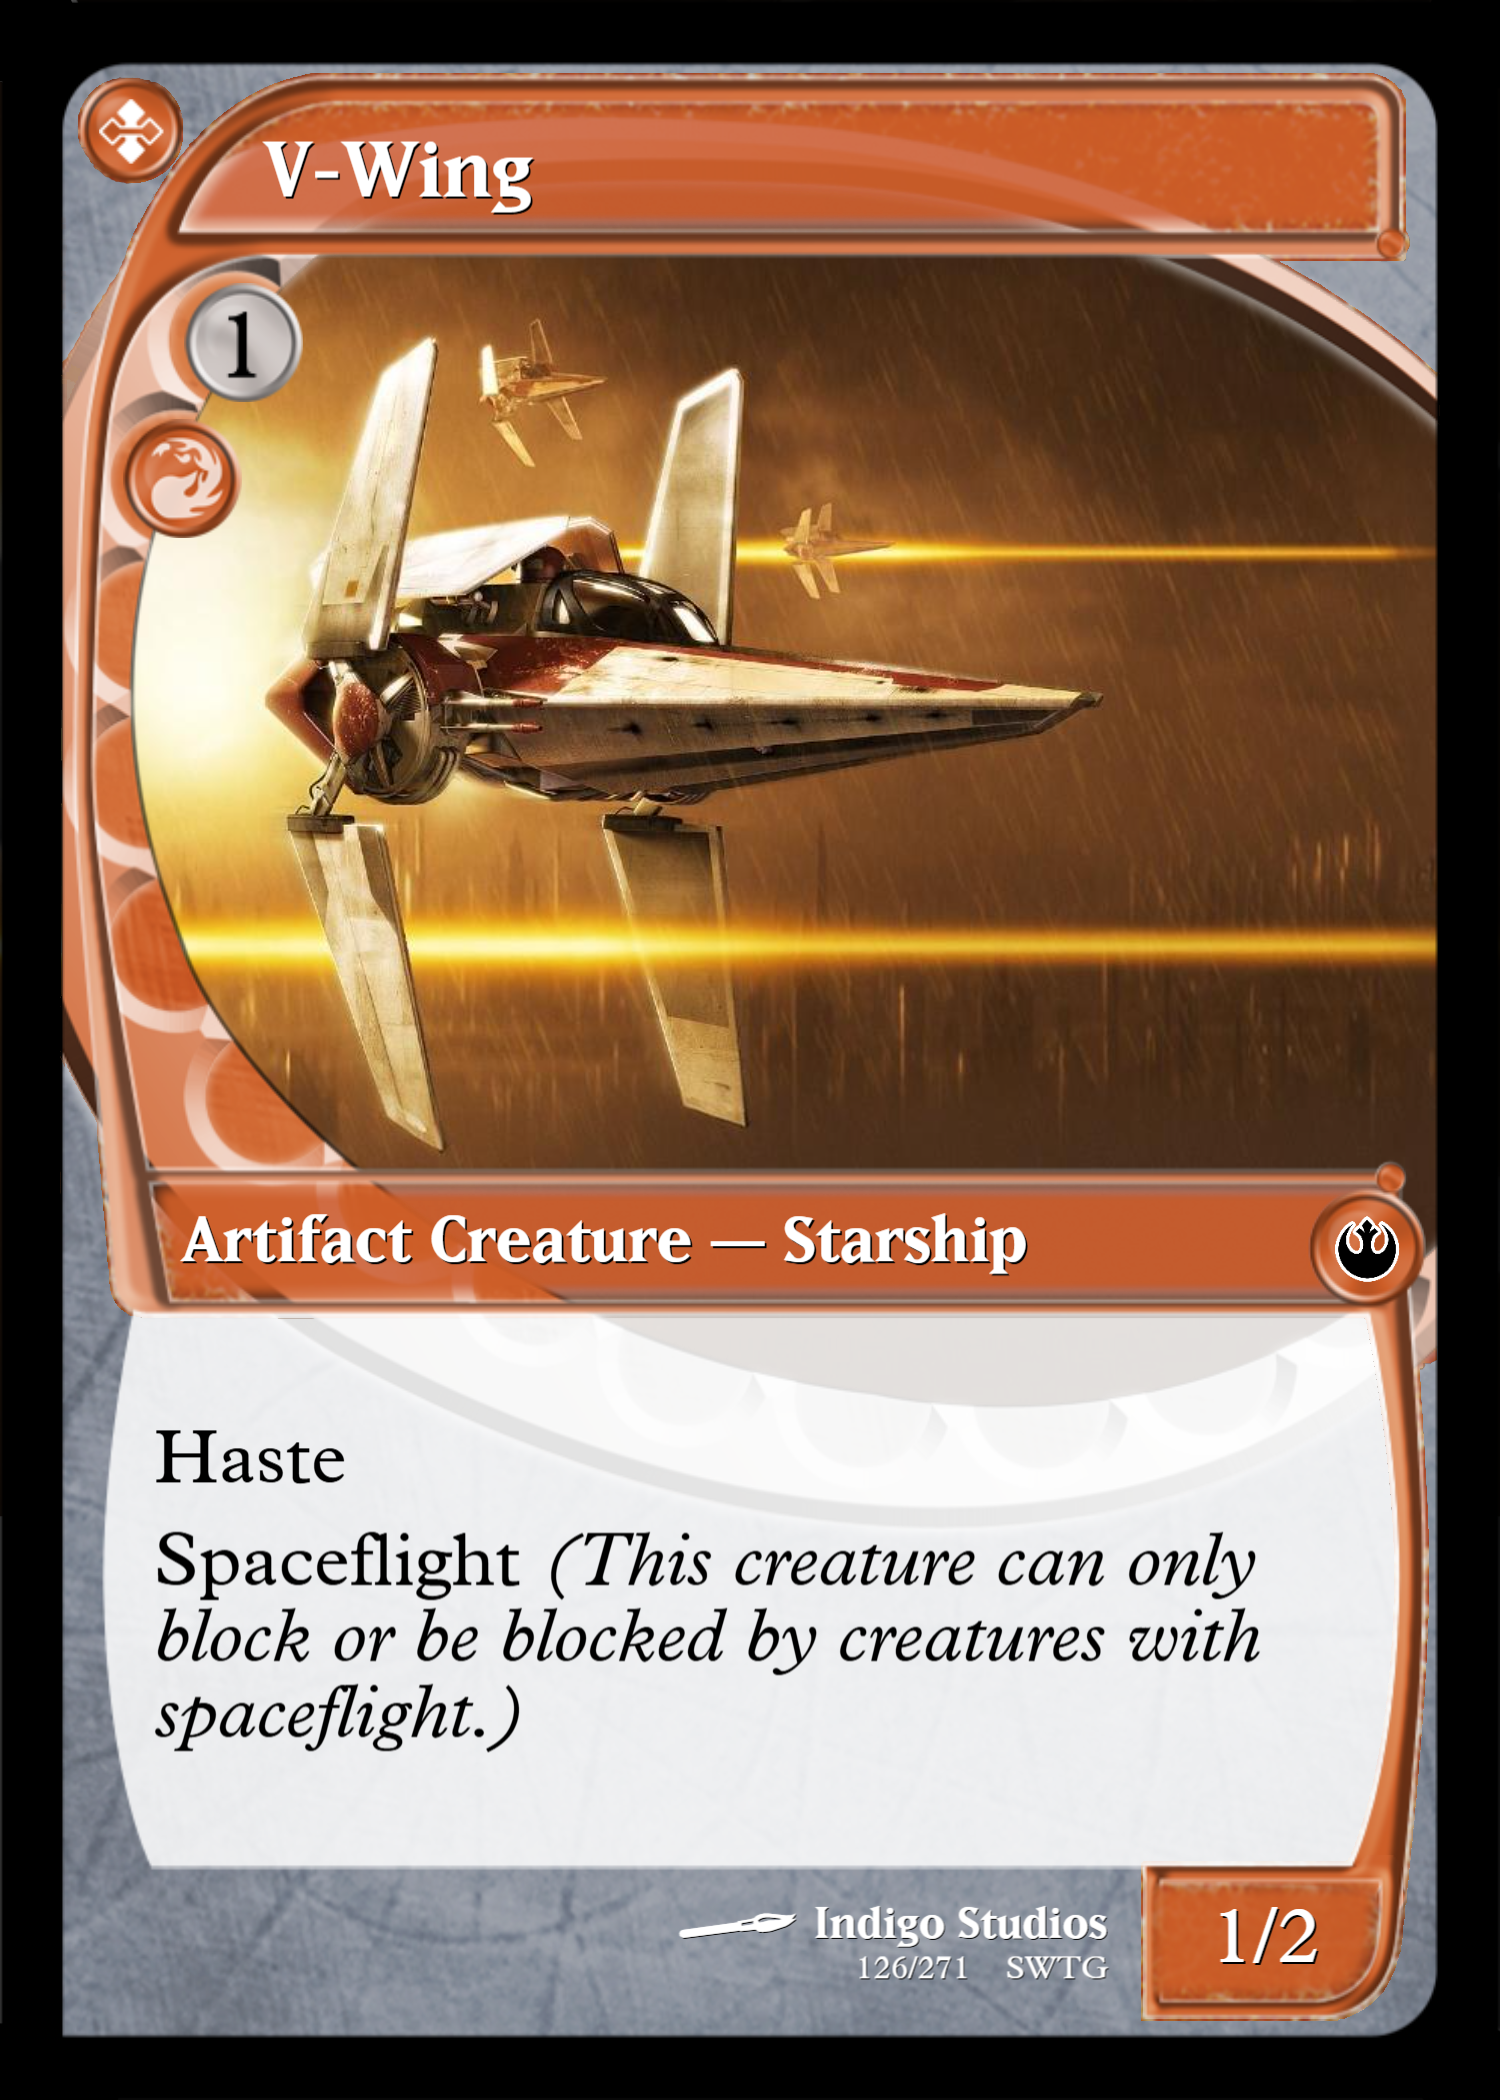 V-Wing
1
Artifact Creature — Starship
Haste
Spaceflight (This creature can only
block or be blocked by creatures with
spaceflight.)
Indigo Studios
126/271 SWTG
1/2